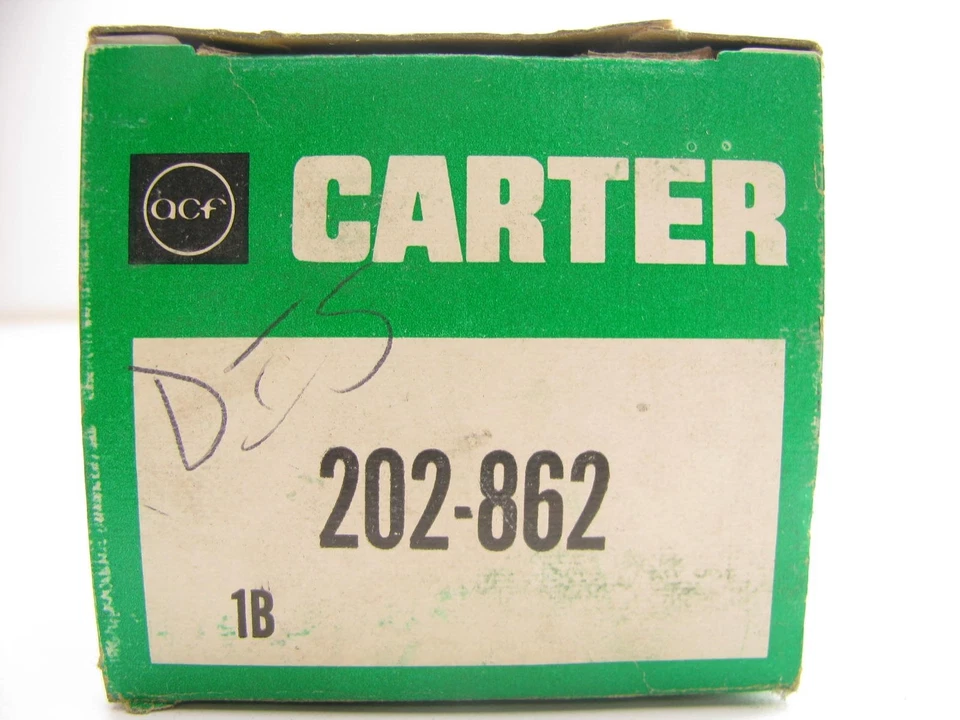 acf
CARTER
202-862
1B